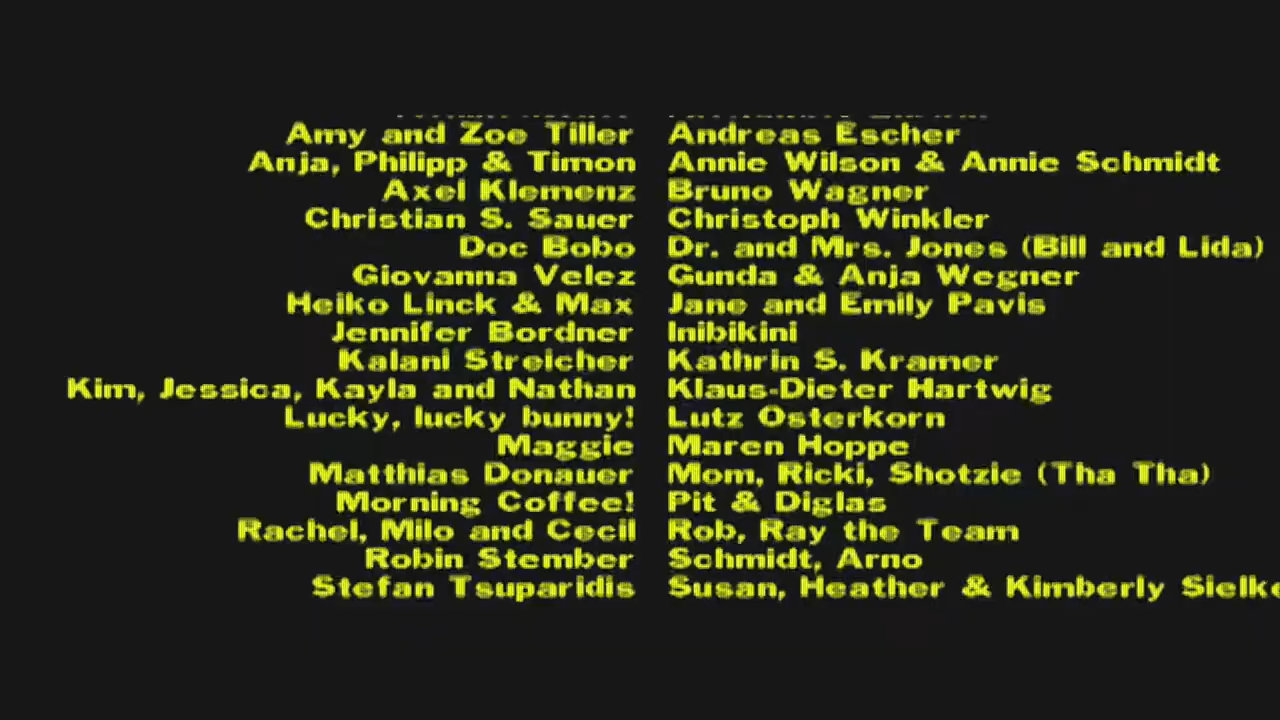 Amy and Zoe Tiller Andreas Escher
Anja, Philipp & Timon Annie Wilson & Annie Schmidt
Axel Klemenz Bruno Wagner
Christian S. Sauer Christoph Winkler
Doc Bobo Dr. and Mrs. Jones (Bill and Lida)
Giovanna Velez Gunda & Anja Wegner
Heiko Linck & Max Jane and Emily Pavis
Jennifer Bordner Inibikini
Kalani Streicher Kathrin S. Kramer
Kim, Jessica, Kayla and Nathan Klaus-Dieter Hartwig
Lucky, lucky bunny! Lutz Osterkorn
Maggie Maren Hoppe
Matthias Donauer Mom, Ricki, Shotzie (Tha Tha)
Morning Coffee! Pit & Diglas
Rachel, Milo and Cecil Rob, Ray the Team
Robin Stember Schmidt, Arno
Stefan Tsuparidis Susan, Heather & Kimberly